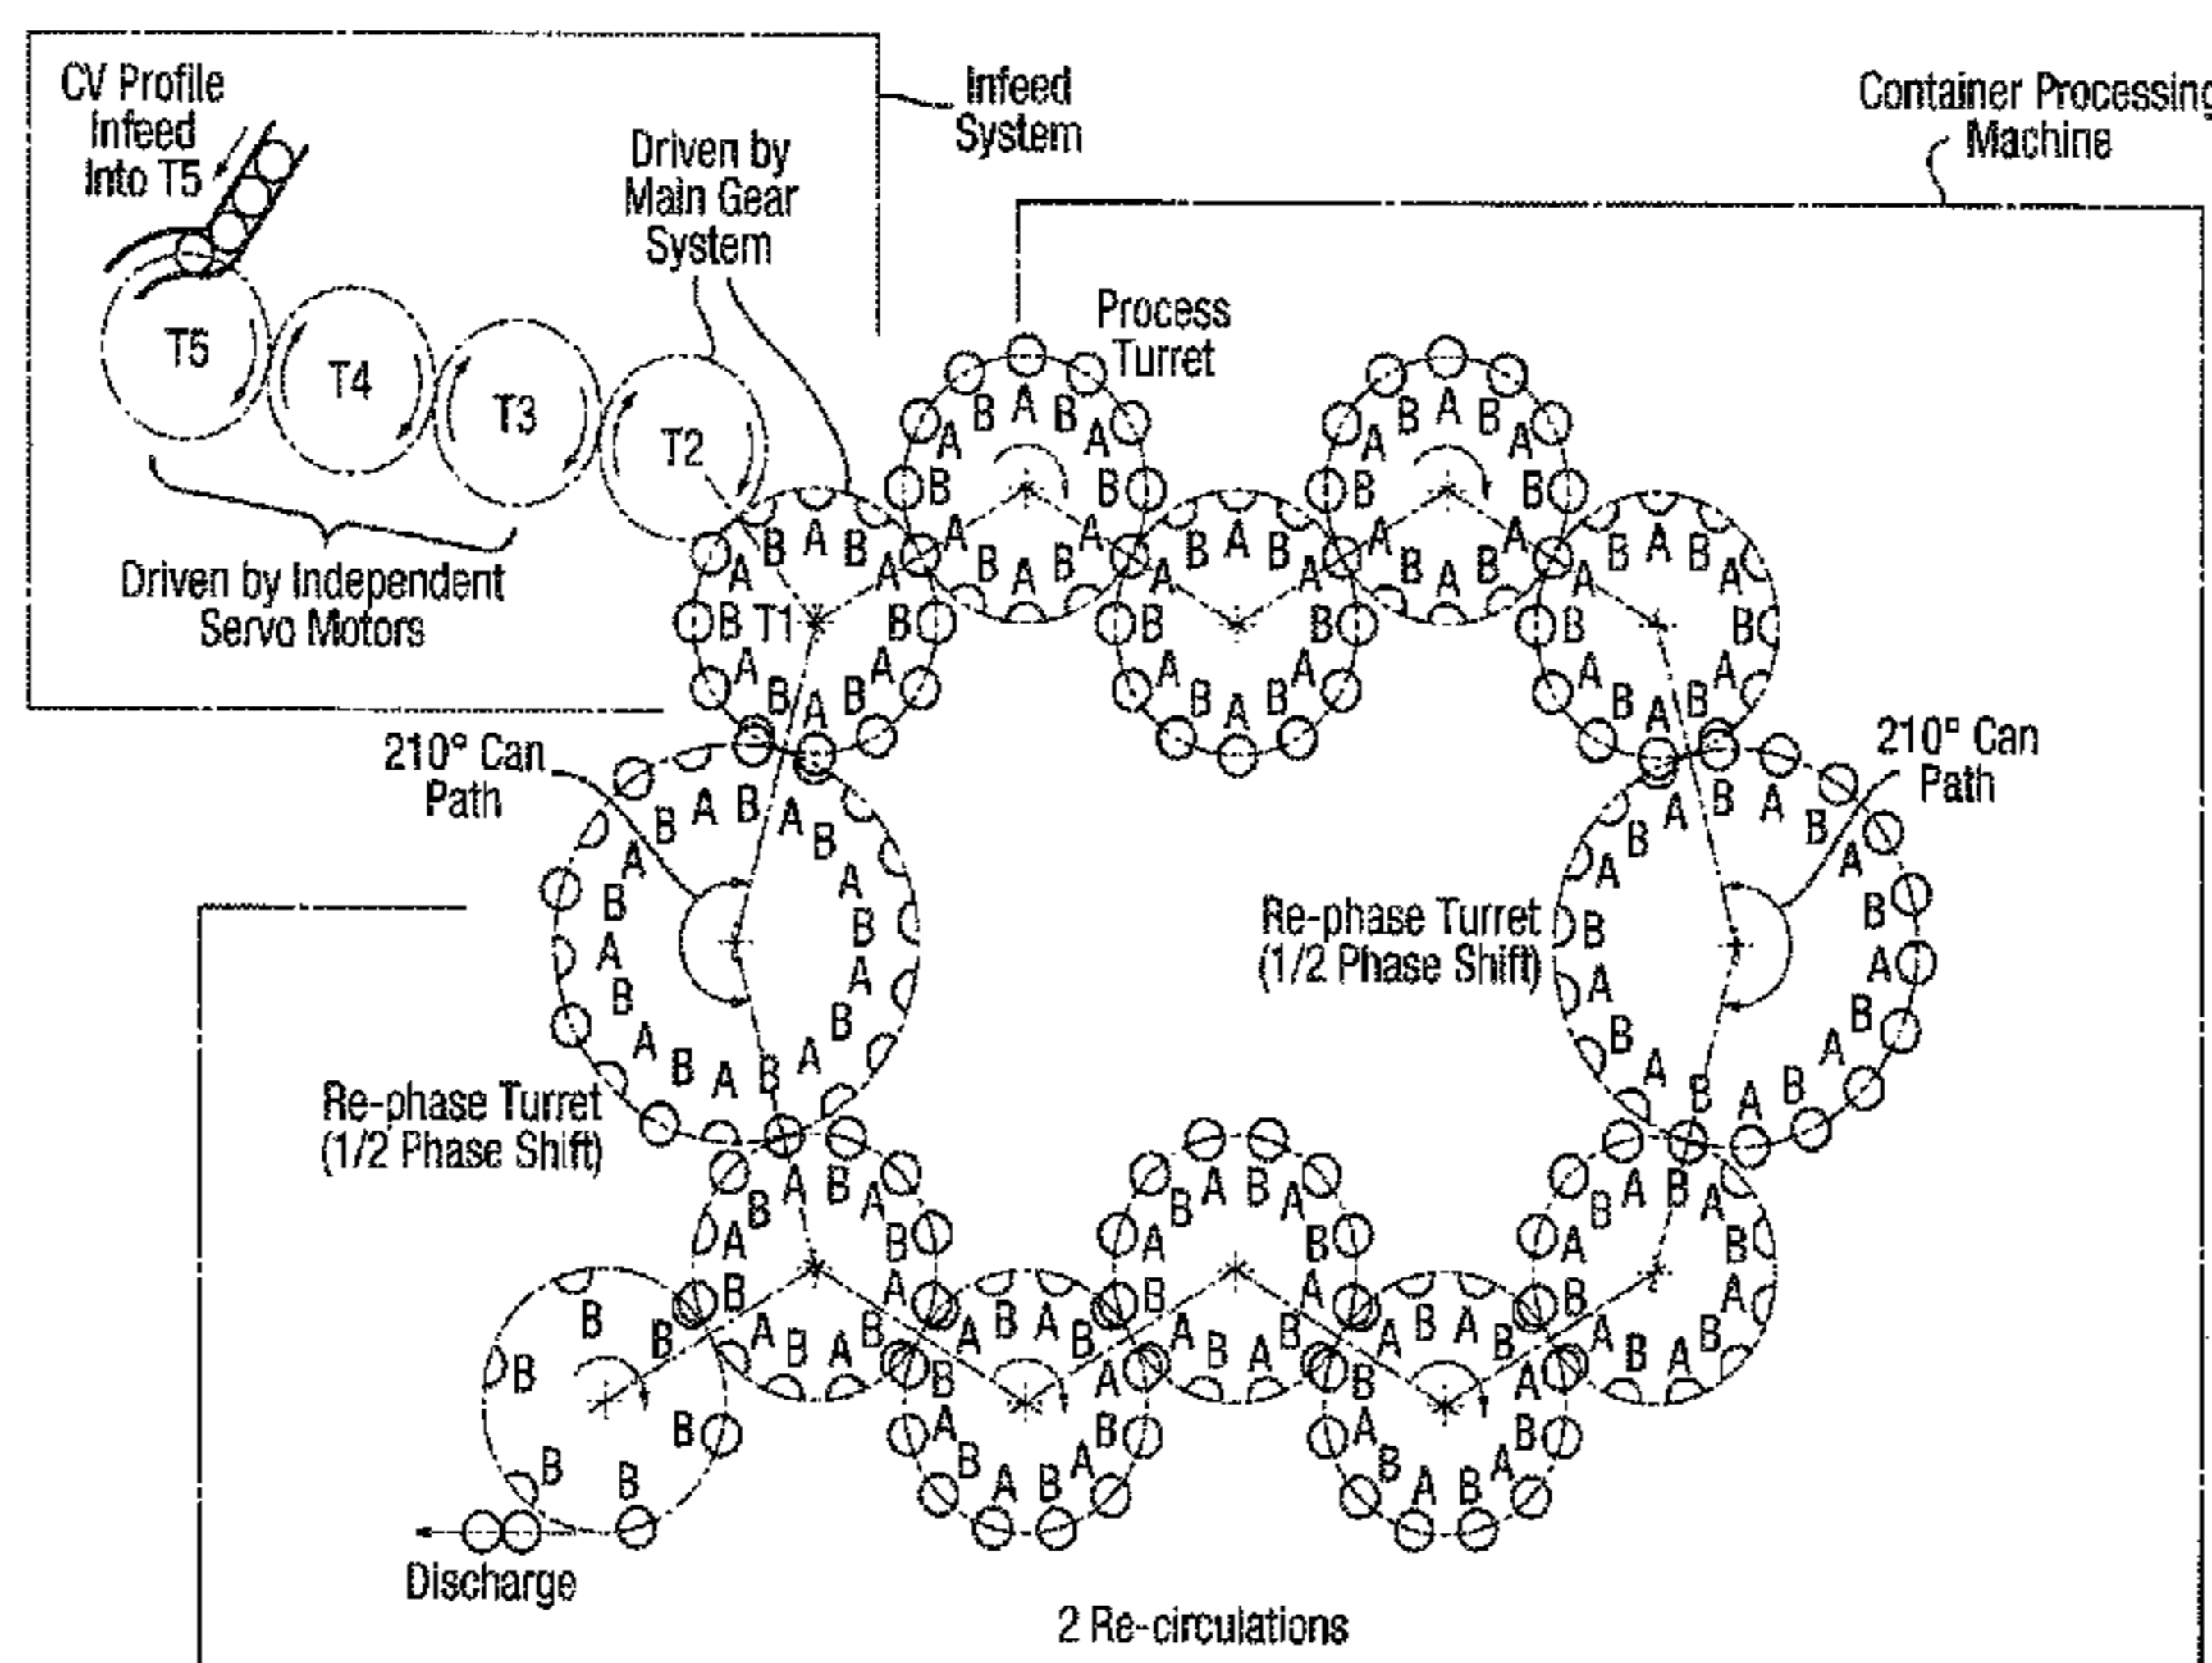 CV Profile
Infeed
Into T5
Infeed
System
Container Processing
Machine
Driven by
Main Gear
System
Process
Turret
T5
T4
T3
T2
Driven by Independent
Servo Motors
B A B
A A
B T1 B
A A
B A B
B A B
A A
B B
A A
B A B
B A B
A A
B B
A A
B A B
B A B
A A
B B
A A
B A B
B A B
A A
B B
A A
B A B
210° Can
Path
210° Can
Path
B A B A B A B A B A B A B A B A B A
Re-phase Turret
(1/2 Phase Shift)
A B A B A B A B A B A B A B A B A B
Re-phase Turret
(1/2 Phase Shift)
B A B A B A B A B A B A
B A B A B A B A B A B A
B A B A B A B A B A B A
B A B A B A B A B A B A
B A B A B A B A B A B A
B B B B B B
Discharge
2 Re-circulations